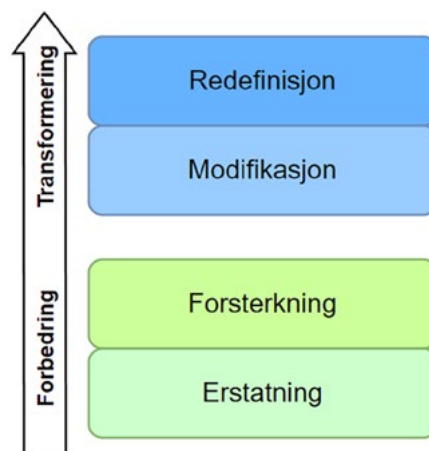 Transformering
Redefinisjon
Modifikasjon
Forbedring
Forsterkning
Erstatning